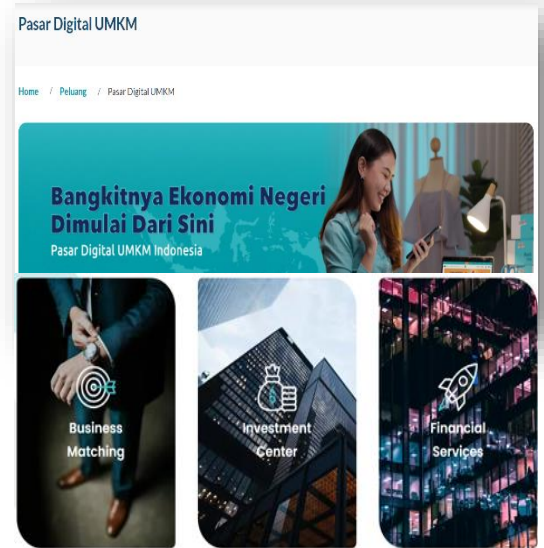 Pasar Digital UMKM
Home / Peluang / Pasar Digital UMKM
Bangkitnya Ekonomi Negeri
Dimulai Dari Sini
Pasar Digital UMKM Indonesia
Business
Matching
Investment
Center
Financial
Services